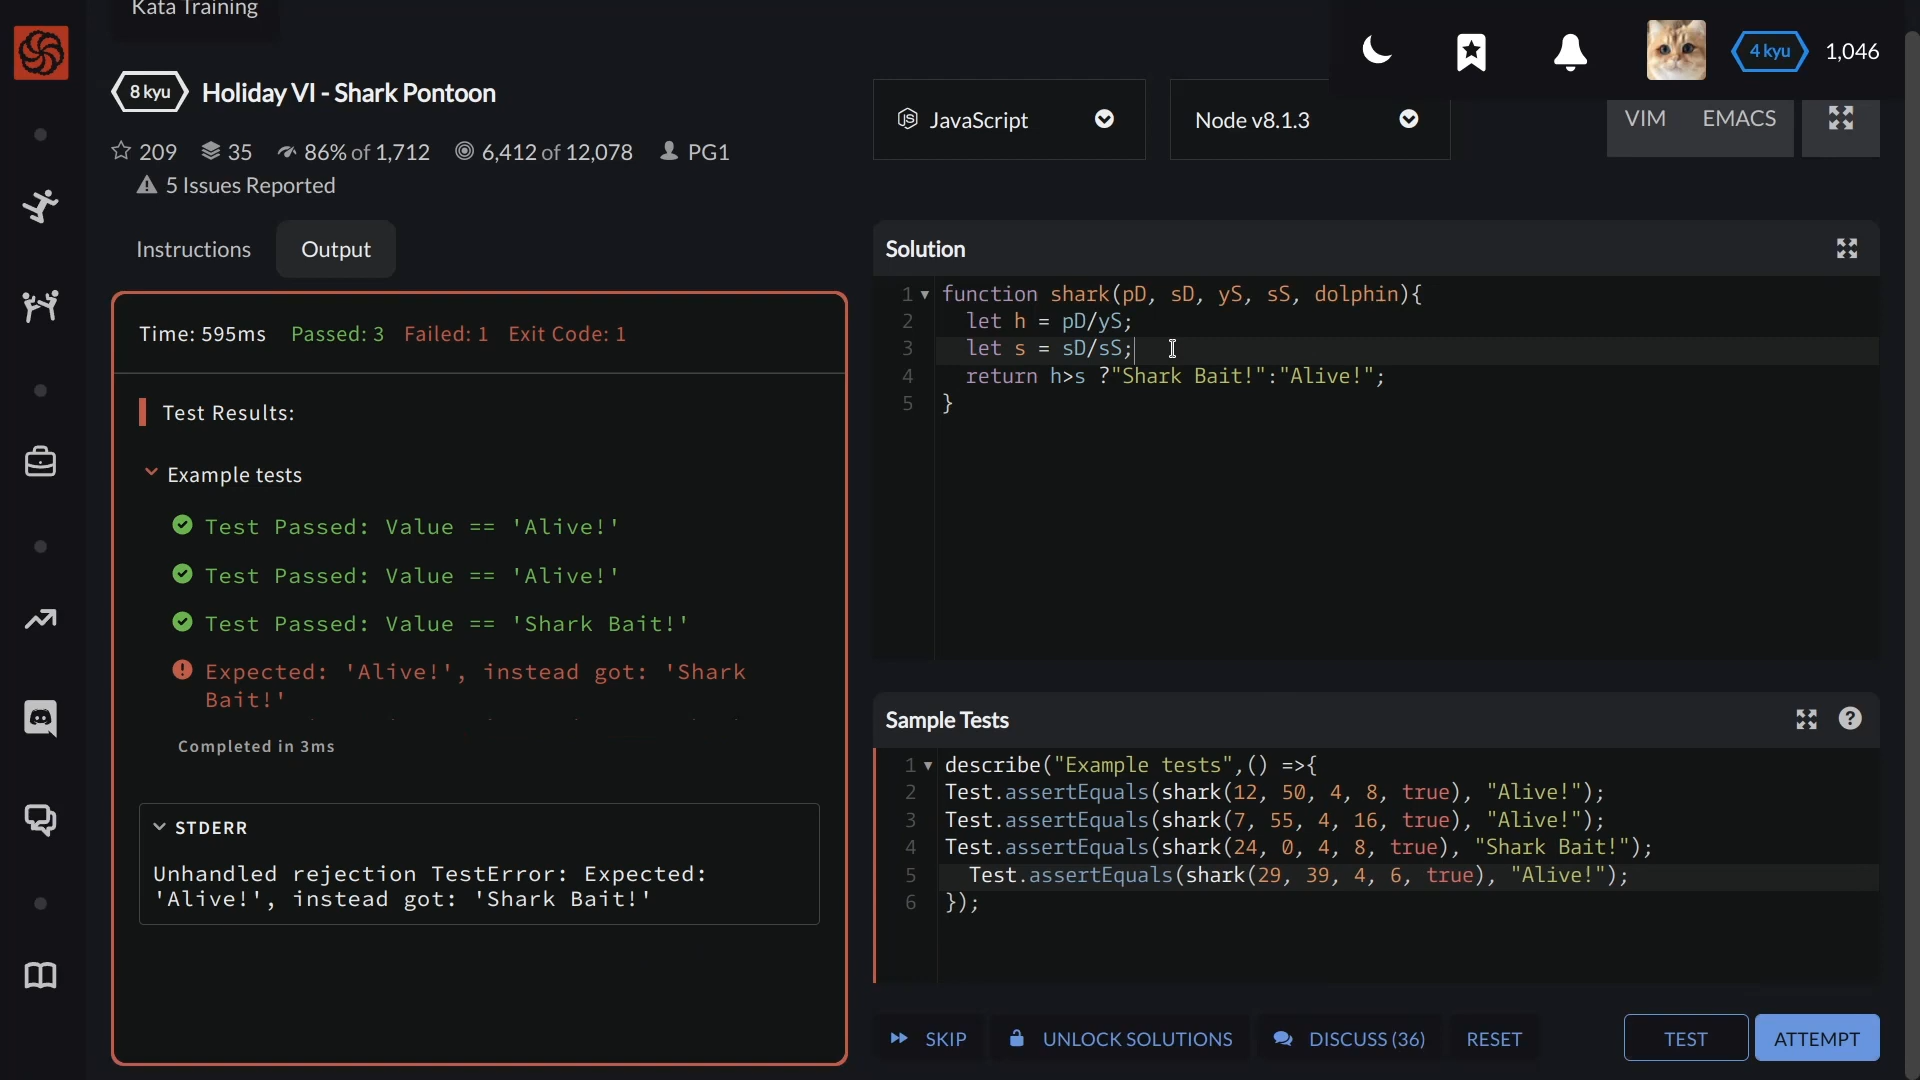 Kata Training
4 kyu 1,046
8 kyu Holiday VI - Shark Pontoon
209 35 86% of 1,712 6,412 of 12,078 PG1
5 Issues Reported
JavaScript Node v8.1.3 VIM EMACS
Instructions Output
Time: 595ms Passed: 3 Failed: 1 Exit Code: 1
Test Results:
Example tests
Test Passed: Value == 'Alive!'
Test Passed: Value == 'Alive!'
Test Passed: Value == 'Shark Bait!'
Expected: 'Alive!', instead got: 'Shark
Bait!'
Completed in 3ms
STDERR
Unhandled rejection TestError: Expected:
'Alive!', instead got: 'Shark Bait!'
Solution
1 function shark(pD, sD, yS, sS, dolphin){
2 let h = pD/yS;
3 let s = sD/sS;
4 return h>s ?"Shark Bait!":"Alive!";
5 }
Sample Tests
1 describe("Example tests",() =>{
2 Test.assertEquals(shark(12, 50, 4, 8, true), "Alive!");
3 Test.assertEquals(shark(7, 55, 4, 16, true), "Alive!");
4 Test.assertEquals(shark(24, 0, 4, 8, true), "Shark Bait!");
5 Test.assertEquals(shark(29, 39, 4, 6, true), "Alive!");
6 });
SKIP UNLOCK SOLUTIONS DISCUSS (36) RESET TEST ATTEMPT